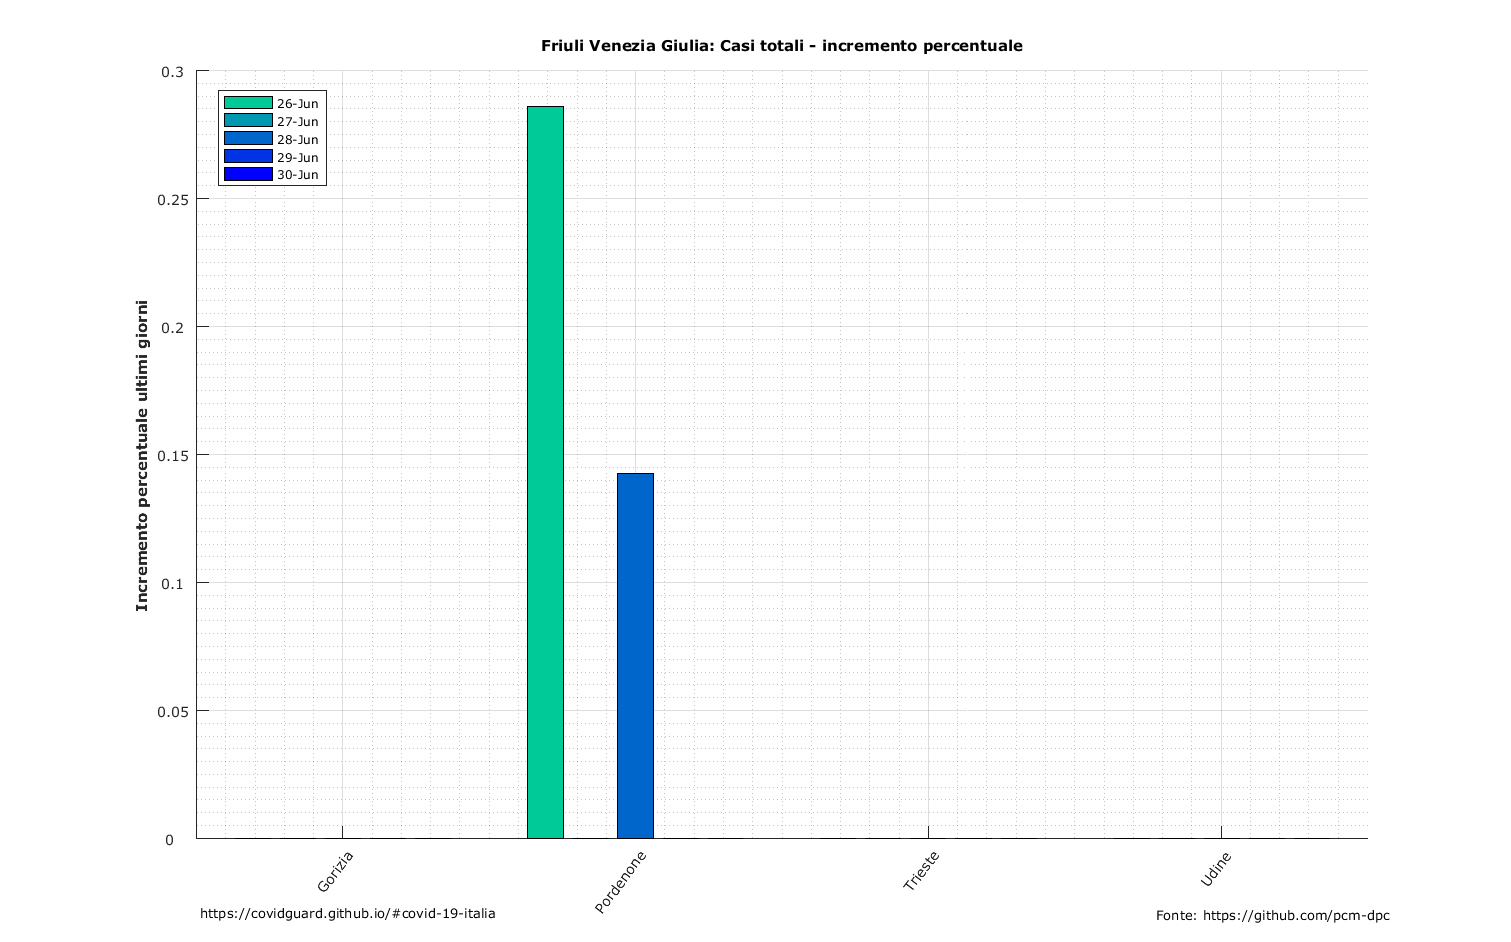 Friuli Venezia Giulia: Casi totali - incremento percentuale
0.3
26-Jun
27-Jun
28-Jun
29-Jun
30-Jun
0.25
0.2
0.15
0.1
0.05
0
Incremento percentuale ultimi giorni
Gorizia
Pordenone
Trieste
Udine
https://covidguard.github.io/#covid-19-italia
Fonte: https://github.com/pcm-dpc